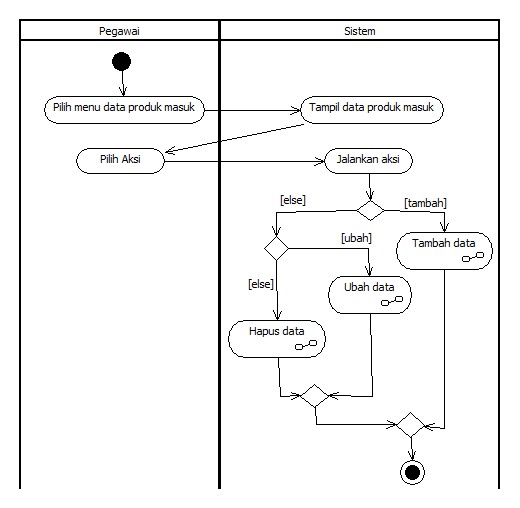 Pegawai
Sistem
Pilih menu data produk masuk
Tampil data produk masuk
Pilih Aksi
Jalankan aksi
[else]
[tambah]
[ubah]
Tambah data
[else]
Ubah data
Hapus data